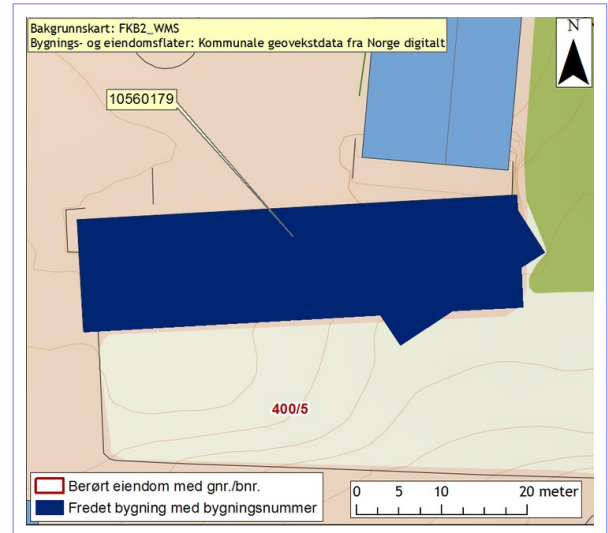 Bakgrunnskart: FKB2_WMS
Bygnings- og eiendomsflater: Kommunale geovekstdata fra Norge digitalt
N
10560179
400/5
Berørt eiendom med gnr./bnr.
Fredet bygning med bygningsnummer
0 5 10 20 meter